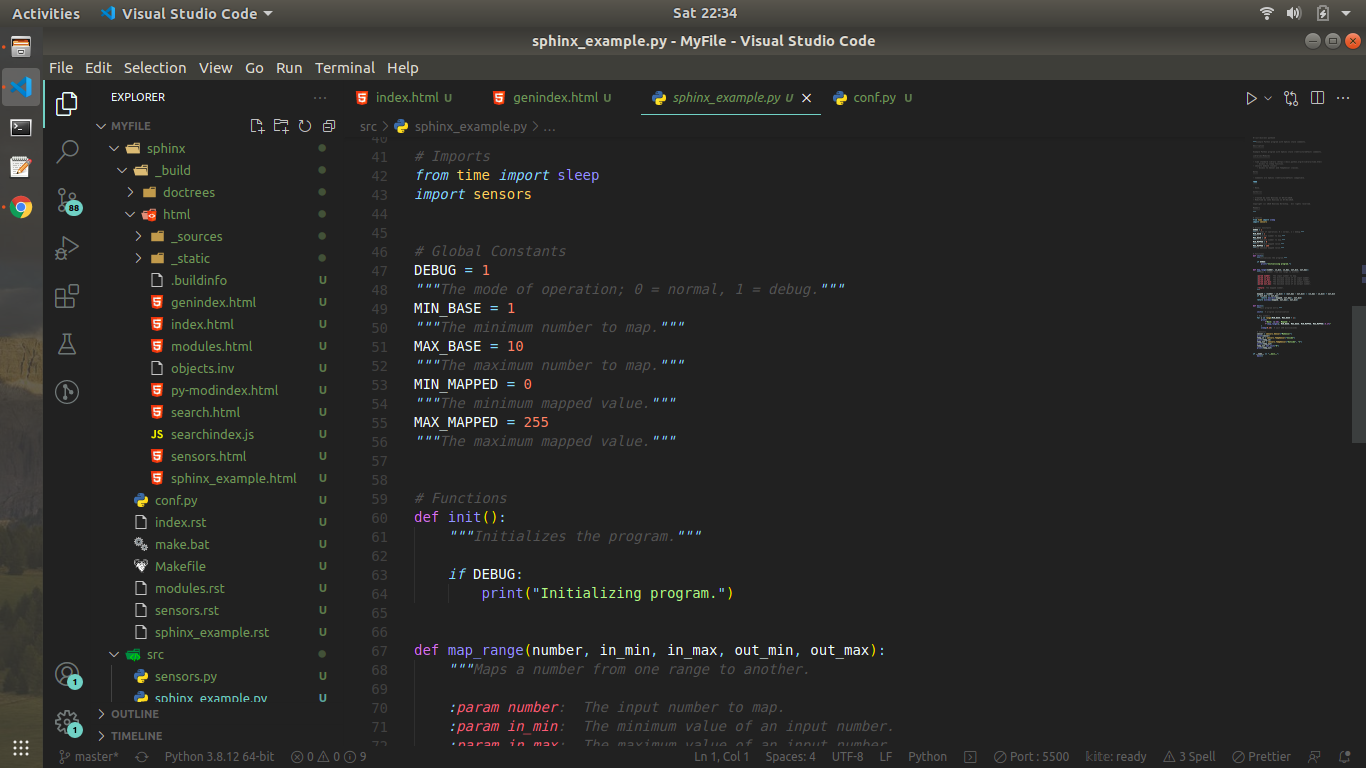 Activities Visual Studio Code Sat 22:34
sphinx_example.py - MyFile - Visual Studio Code
File Edit Selection View Go Run Terminal Help
EXPLORER
MYFILE
sphinx
_build
doctrees
html
_sources
_static
.buildinfo U
genindex.html U
index.html U
modules.html U
objects.inv U
py-modindex.html U
search.html U
JS searchindex.js U
sensors.html U
sphinx_example.html U
conf.py U
index.rst U
make.bat U
Makefile U
modules.rst U
sensors.rst U
sphinx_example.rst U
src
sensors.py U
sphinx_example.py U
OUTLINE
TIMELINE
88
1
1
index.html U genindex.html U sphinx_example.py U conf.py U
src > sphinx_example.py > ...
40
41 # Imports
42 from time import sleep
43 import sensors
44
45
46 # Global Constants
47 DEBUG = 1
48 """The mode of operation; 0 = normal, 1 = debug."""
49 MIN_BASE = 1
50 """The minimum number to map."""
51 MAX_BASE = 10
52 """The maximum number to map."""
53 MIN_MAPPED = 0
54 """The minimum mapped value."""
55 MAX_MAPPED = 255
56 """The maximum mapped value."""
57
58
59 # Functions
60 def init():
61 """Initializes the program."""
62
63 if DEBUG:
64 print("Initializing program.")
65
66
67 def map_range(number, in_min, in_max, out_min, out_max):
68 """Maps a number from one range to another.
69
70 :param number: The input number to map.
71 :param in_min: The minimum value of an input number.
72 :param in_max: The maximum value of an input number.
master* Python 3.8.12 64-bit 0 0 9 Ln 1, Col 1 Spaces: 4 UTF-8 LF Python Port : 5500 kite: ready 3 Spell Prettier